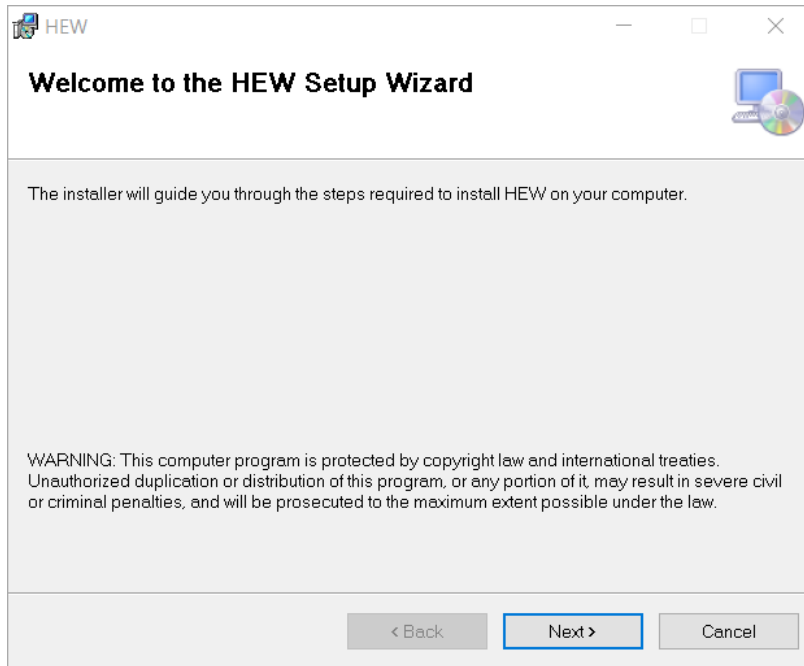 HEW
Welcome to the HEW Setup Wizard
The installer will guide you through the steps required to install HEW on your computer.
WARNING: This computer program is protected by copyright law and international treaties.
Unauthorized duplication or distribution of this program, or any portion of it, may result in severe civil
or criminal penalties, and will be prosecuted to the maximum extent possible under the law.
< Back Next > Cancel